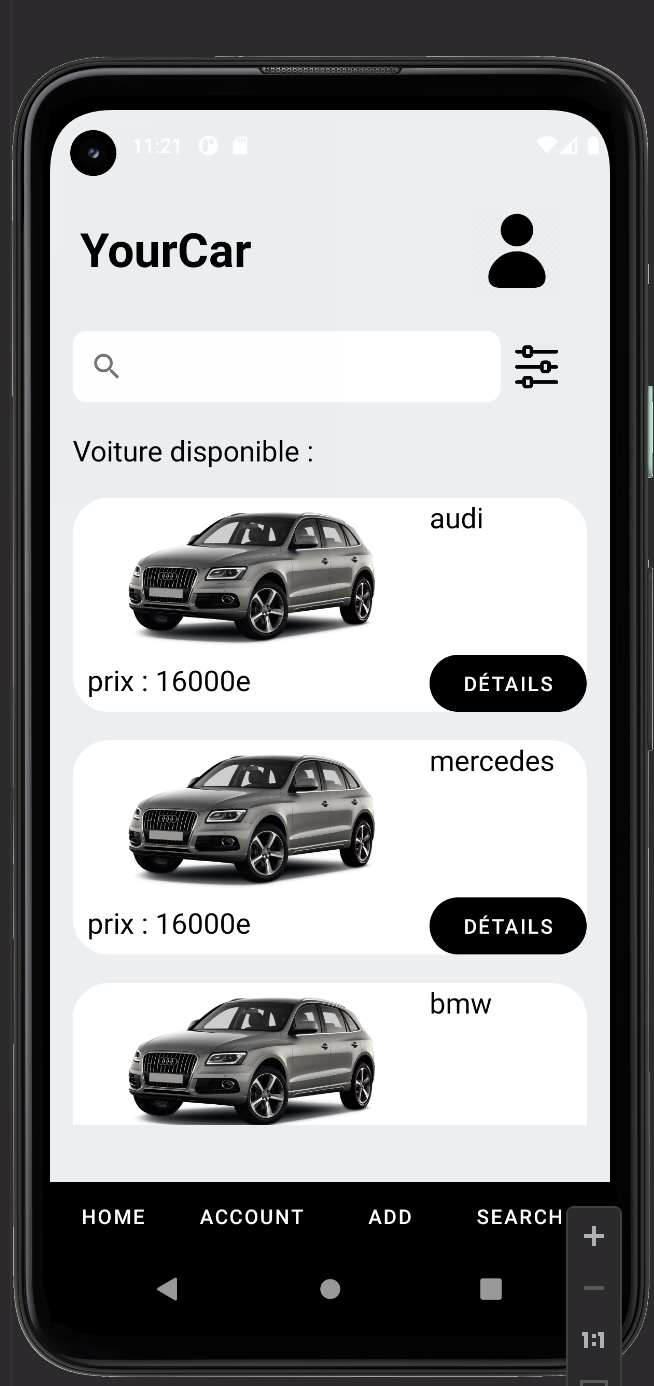 11:21
YourCar
Voiture disponible :
audi
prix : 16000e
DÉTAILS
mercedes
prix : 16000e
DÉTAILS
bmw
HOME ACCOUNT ADD SEARCH
1:1